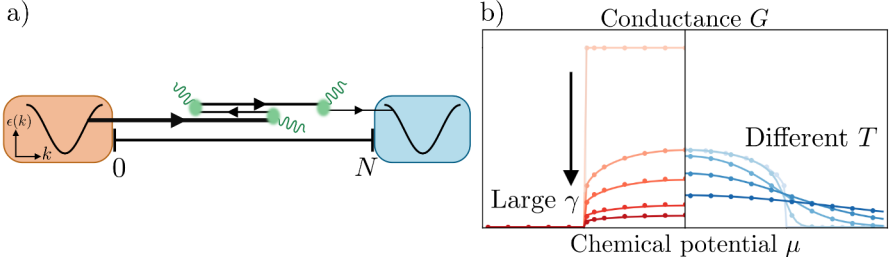 a)
ϵ(k)
k
0
N
b)
Conductance G
Different T
Large γ
Chemical potential μ